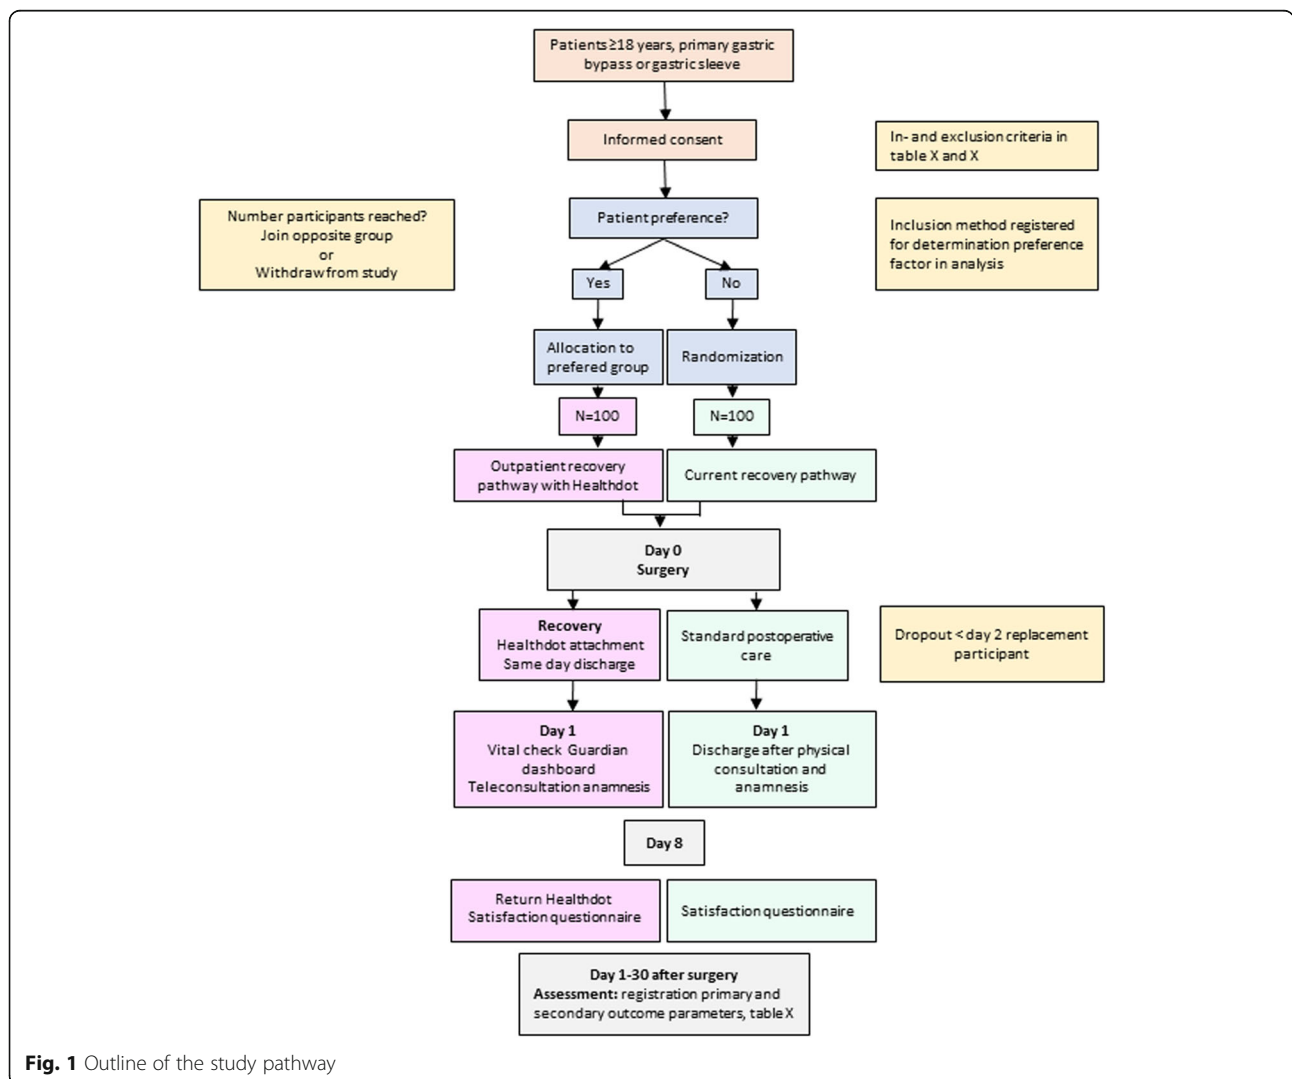 Patients ≥18 years, primary gastric
bypass or gastric sleeve
Informed consent
In- and exclusion criteria in
table X and X
Number participants reached?
Join opposite group
or
Withdraw from study
Patient preference?
Inclusion method registered
for determination preference
factor in analysis
Yes
No
Allocation to
prefered group
Randomization
N=100
N=100
Outpatient recovery
pathway with Healthdot
Current recovery pathway
Day 0
Surgery
Recovery
Healthdot attachment
Same day discharge
Standard postoperative
care
Dropout < day 2 replacement
participant
Day 1
Vital check Guardian
dashboard
Teleconsultation anamnesis
Day 1
Discharge after physical
consultation and
anamnesis
Day 8
Return Healthdot
Satisfaction questionnaire
Satisfaction questionnaire
Day 1-30 after surgery
Assessment: registration primary and
secondary outcome parameters, table X
Fig. 1 Outline of the study pathway